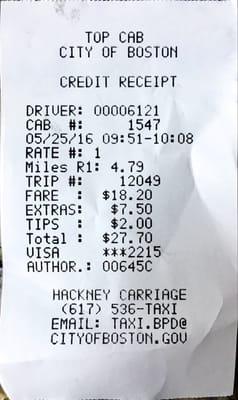 TOP CAB
CITY OF BOSTON
CREDIT RECEIPT
DRIVER: 00006121
CAB #: 1547
05/25/16 09:51-10:08
RATE #: 1
Miles R1: 4.79
TRIP #: 12049
FARE : $18.20
EXTRAS: $7.50
TIPS : $2.00
Total : $27.70
VISA ***2215
AUTHOR.: 00645C
HACKNEY CARRIAGE
(617) 536-TAXI
EMAIL: TAXI.BPD@
CITYOFBOSTON.GOV